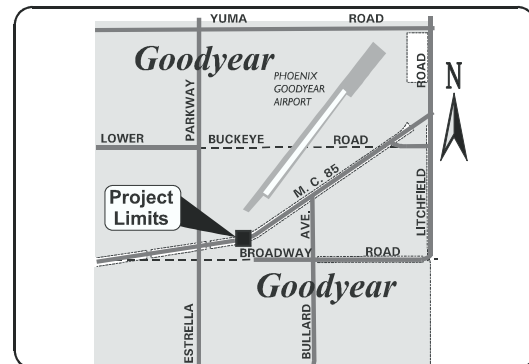 YUMA ROAD
Goodyear
PHOENIX
GOODYEAR
AIRPORT
ROAD
N
PARKWAY
LOWER BUCKEYE ROAD
M. C. 85
Project
Limits
LITCHFIELD
AVE.
BROADWAY ROAD
Goodyear
ESTRELLA
BULLARD